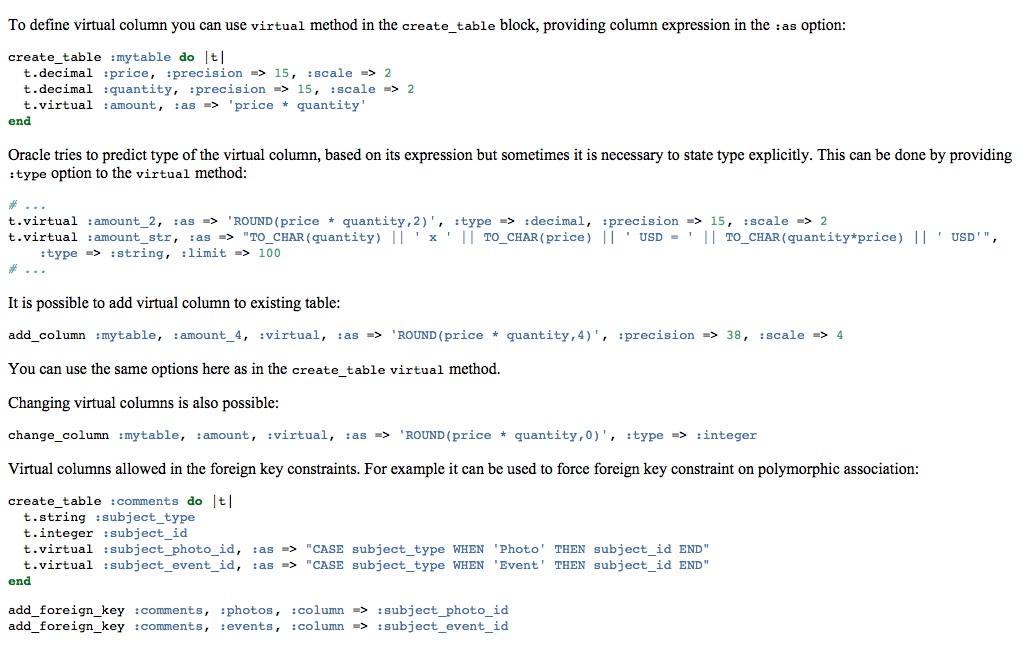 To define virtual column you can use virtual method in the create_table block, providing column expression in the :as option:
create_table :mytable do |t|
  t.decimal :price, :precision => 15, :scale => 2
  t.decimal :quantity, :precision => 15, :scale => 2
  t.virtual :amount, :as => 'price * quantity'
end
Oracle tries to predict type of the virtual column, based on its expression but sometimes it is necessary to state type explicitly. This can be done by providing
:type option to the virtual method:
# ...
t.virtual :amount_2, :as => 'ROUND(price * quantity,2)', :type => :decimal, :precision => 15, :scale => 2
t.virtual :amount_str, :as => "TO_CHAR(quantity) || ' x ' || TO_CHAR(price) || ' USD = ' || TO_CHAR(quantity*price) || ' USD'",
    :type => :string, :limit => 100
# ...
It is possible to add virtual column to existing table:
add_column :mytable, :amount_4, :virtual, :as => 'ROUND(price * quantity,4)', :precision => 38, :scale => 4
You can use the same options here as in the create_table virtual method.
Changing virtual columns is also possible:
change_column :mytable, :amount, :virtual, :as => 'ROUND(price * quantity,0)', :type => :integer
Virtual columns allowed in the foreign key constraints. For example it can be used to force foreign key constraint on polymorphic association:
create_table :comments do |t|
  t.string :subject_type
  t.integer :subject_id
  t.virtual :subject_photo_id, :as => "CASE subject_type WHEN 'Photo' THEN subject_id END"
  t.virtual :subject_event_id, :as => "CASE subject_type WHEN 'Event' THEN subject_id END"
end
add_foreign_key :comments, :photos, :column => :subject_photo_id
add_foreign_key :comments, :events, :column => :subject_event_id